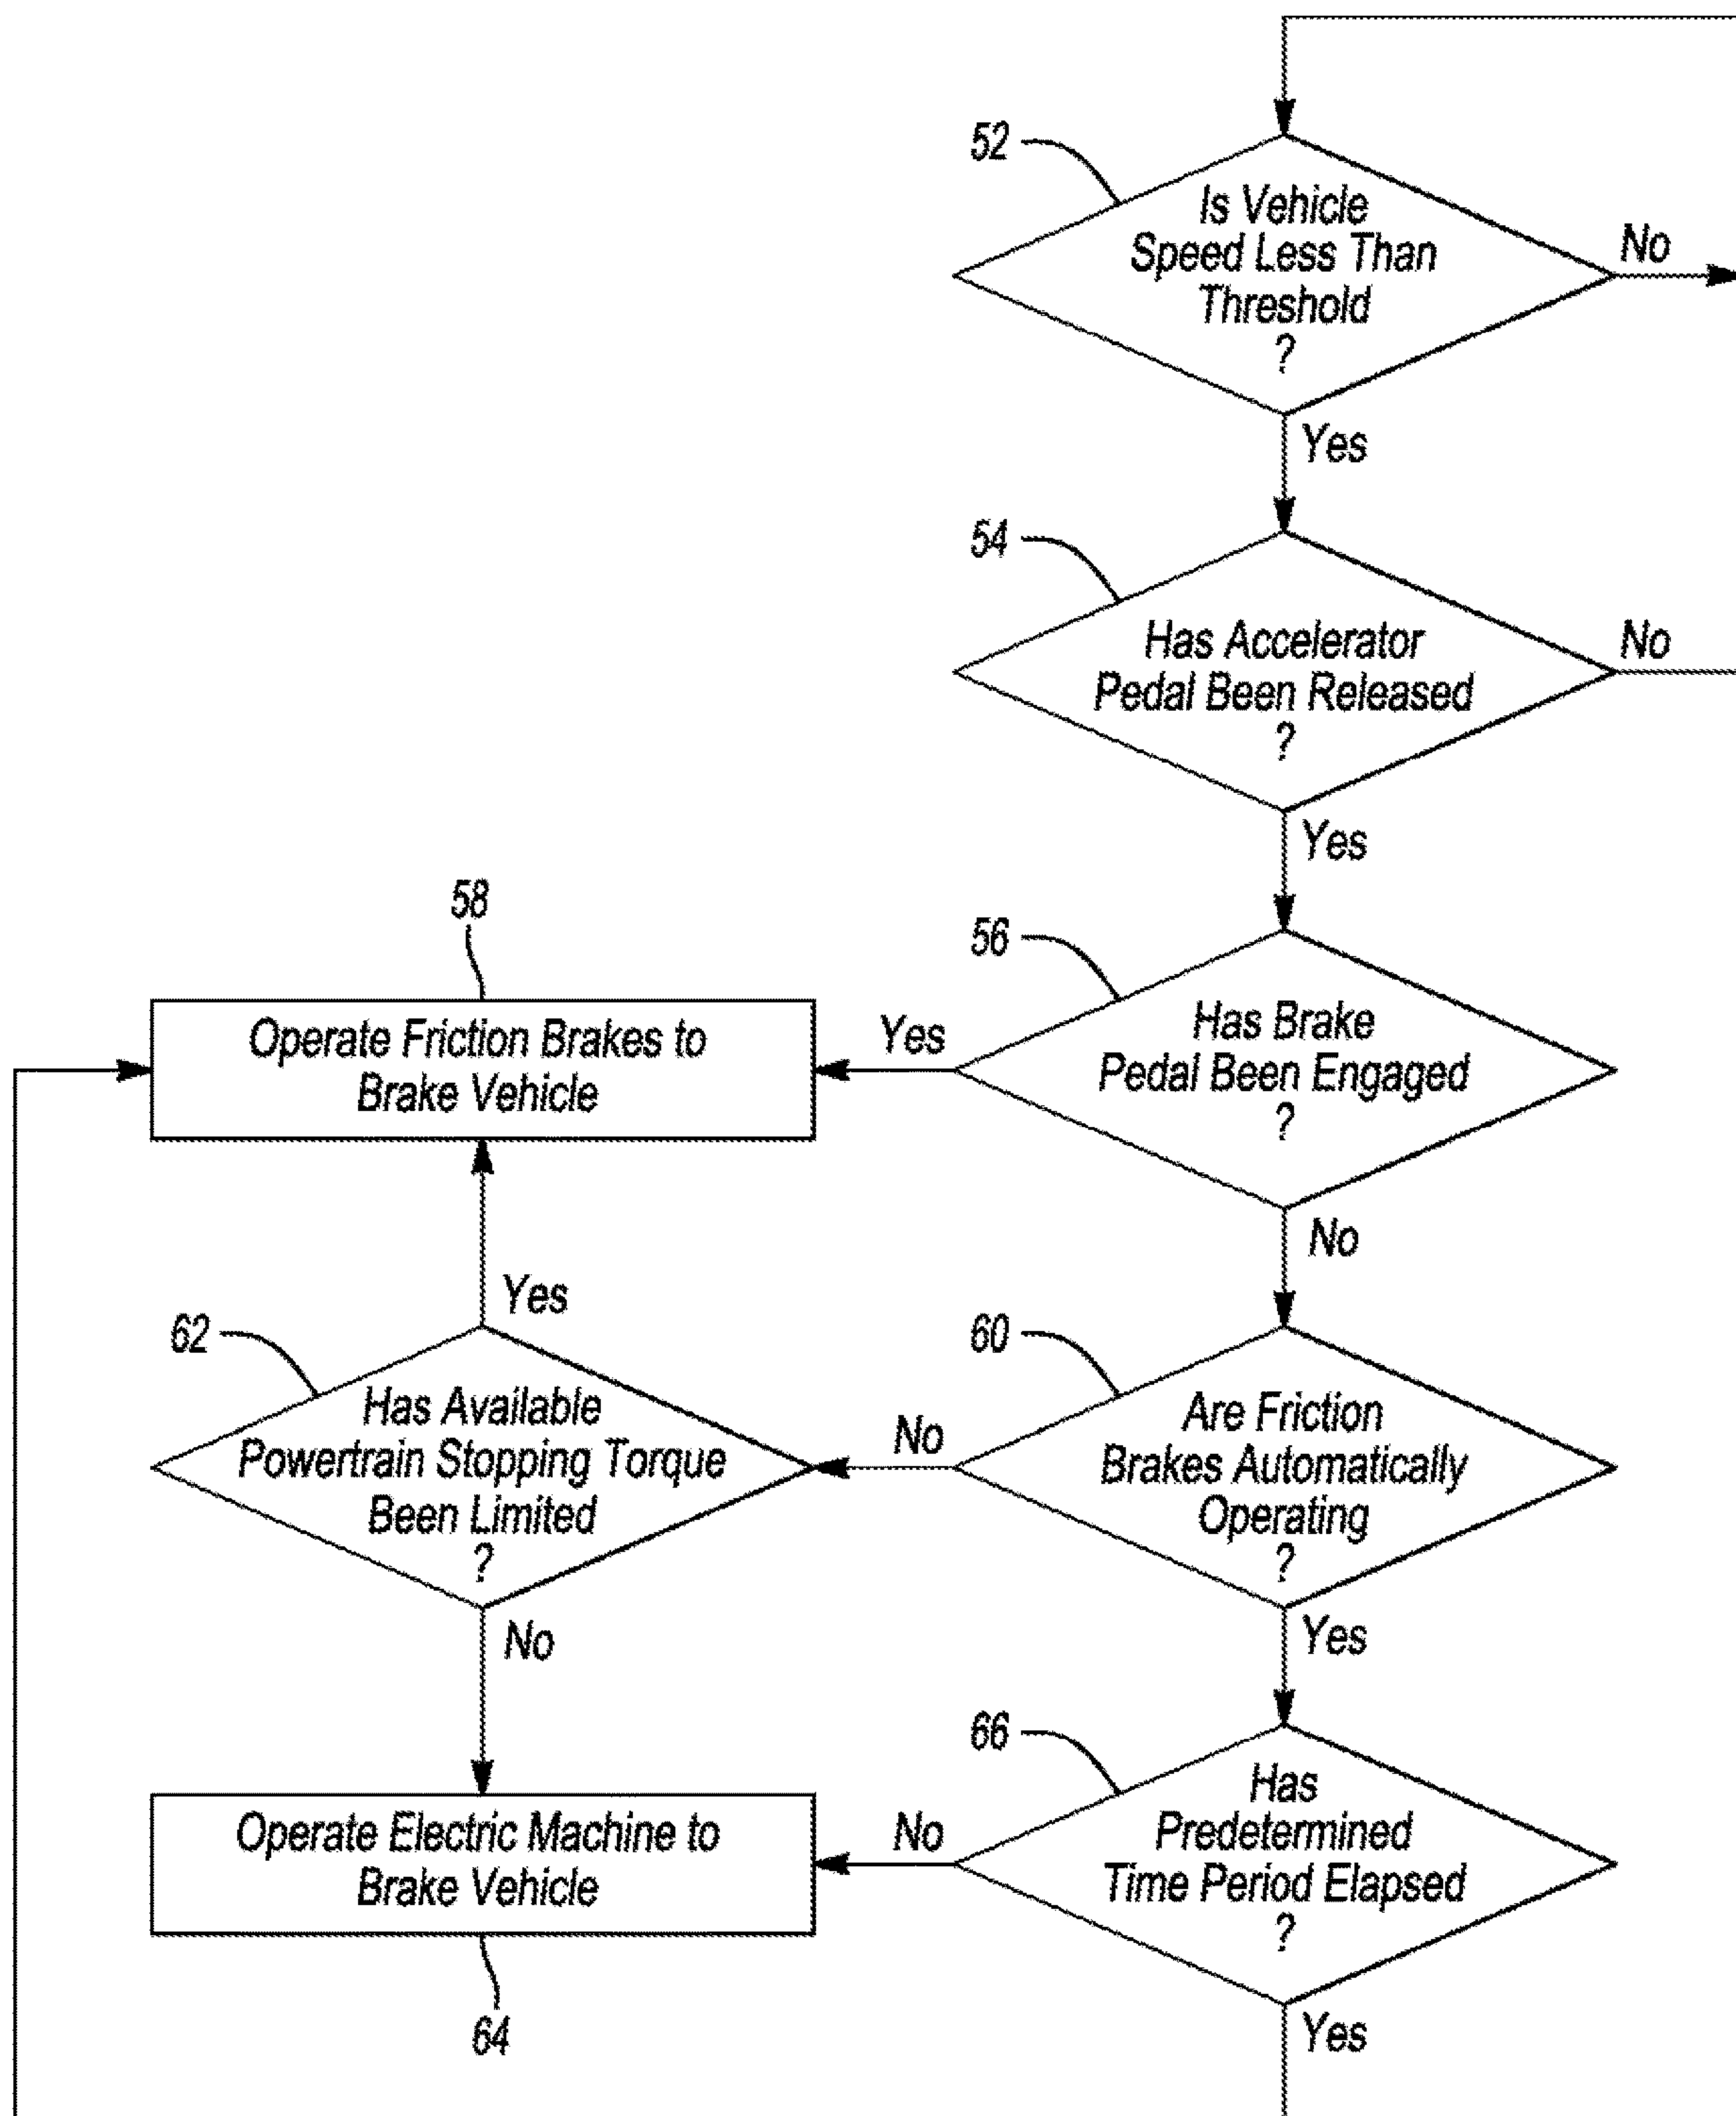 52
Is Vehicle
Speed Less Than
Threshold
?
No
Yes
54
Has Accelerator
Pedal Been Released
?
No
Yes
58
56
Operate Friction Brakes to
Brake Vehicle
Yes
Has Brake
Pedal Been Engaged
?
No
Yes
62
Has Available
Powertrain Stopping Torque
Been Limited
?
No
60
Are Friction
Brakes Automatically
Operating
?
No
Yes
66
Has
Predetermined
Time Period Elapsed
?
No
Operate Electric Machine to
Brake Vehicle
64
Yes